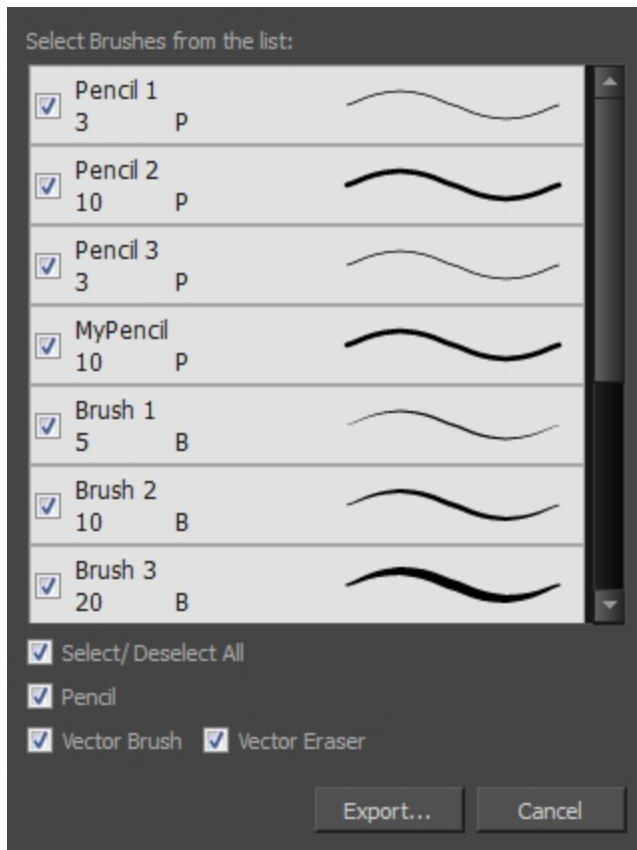 Select Brushes from the list:
Pencil 1
3 P
Pencil 2
10 P
Pencil 3
3 P
MyPencil
10 P
Brush 1
5 B
Brush 2
10 B
Brush 3
20 B
Select/ Deselect All
Pencil
Vector Brush Vector Eraser
Export... Cancel